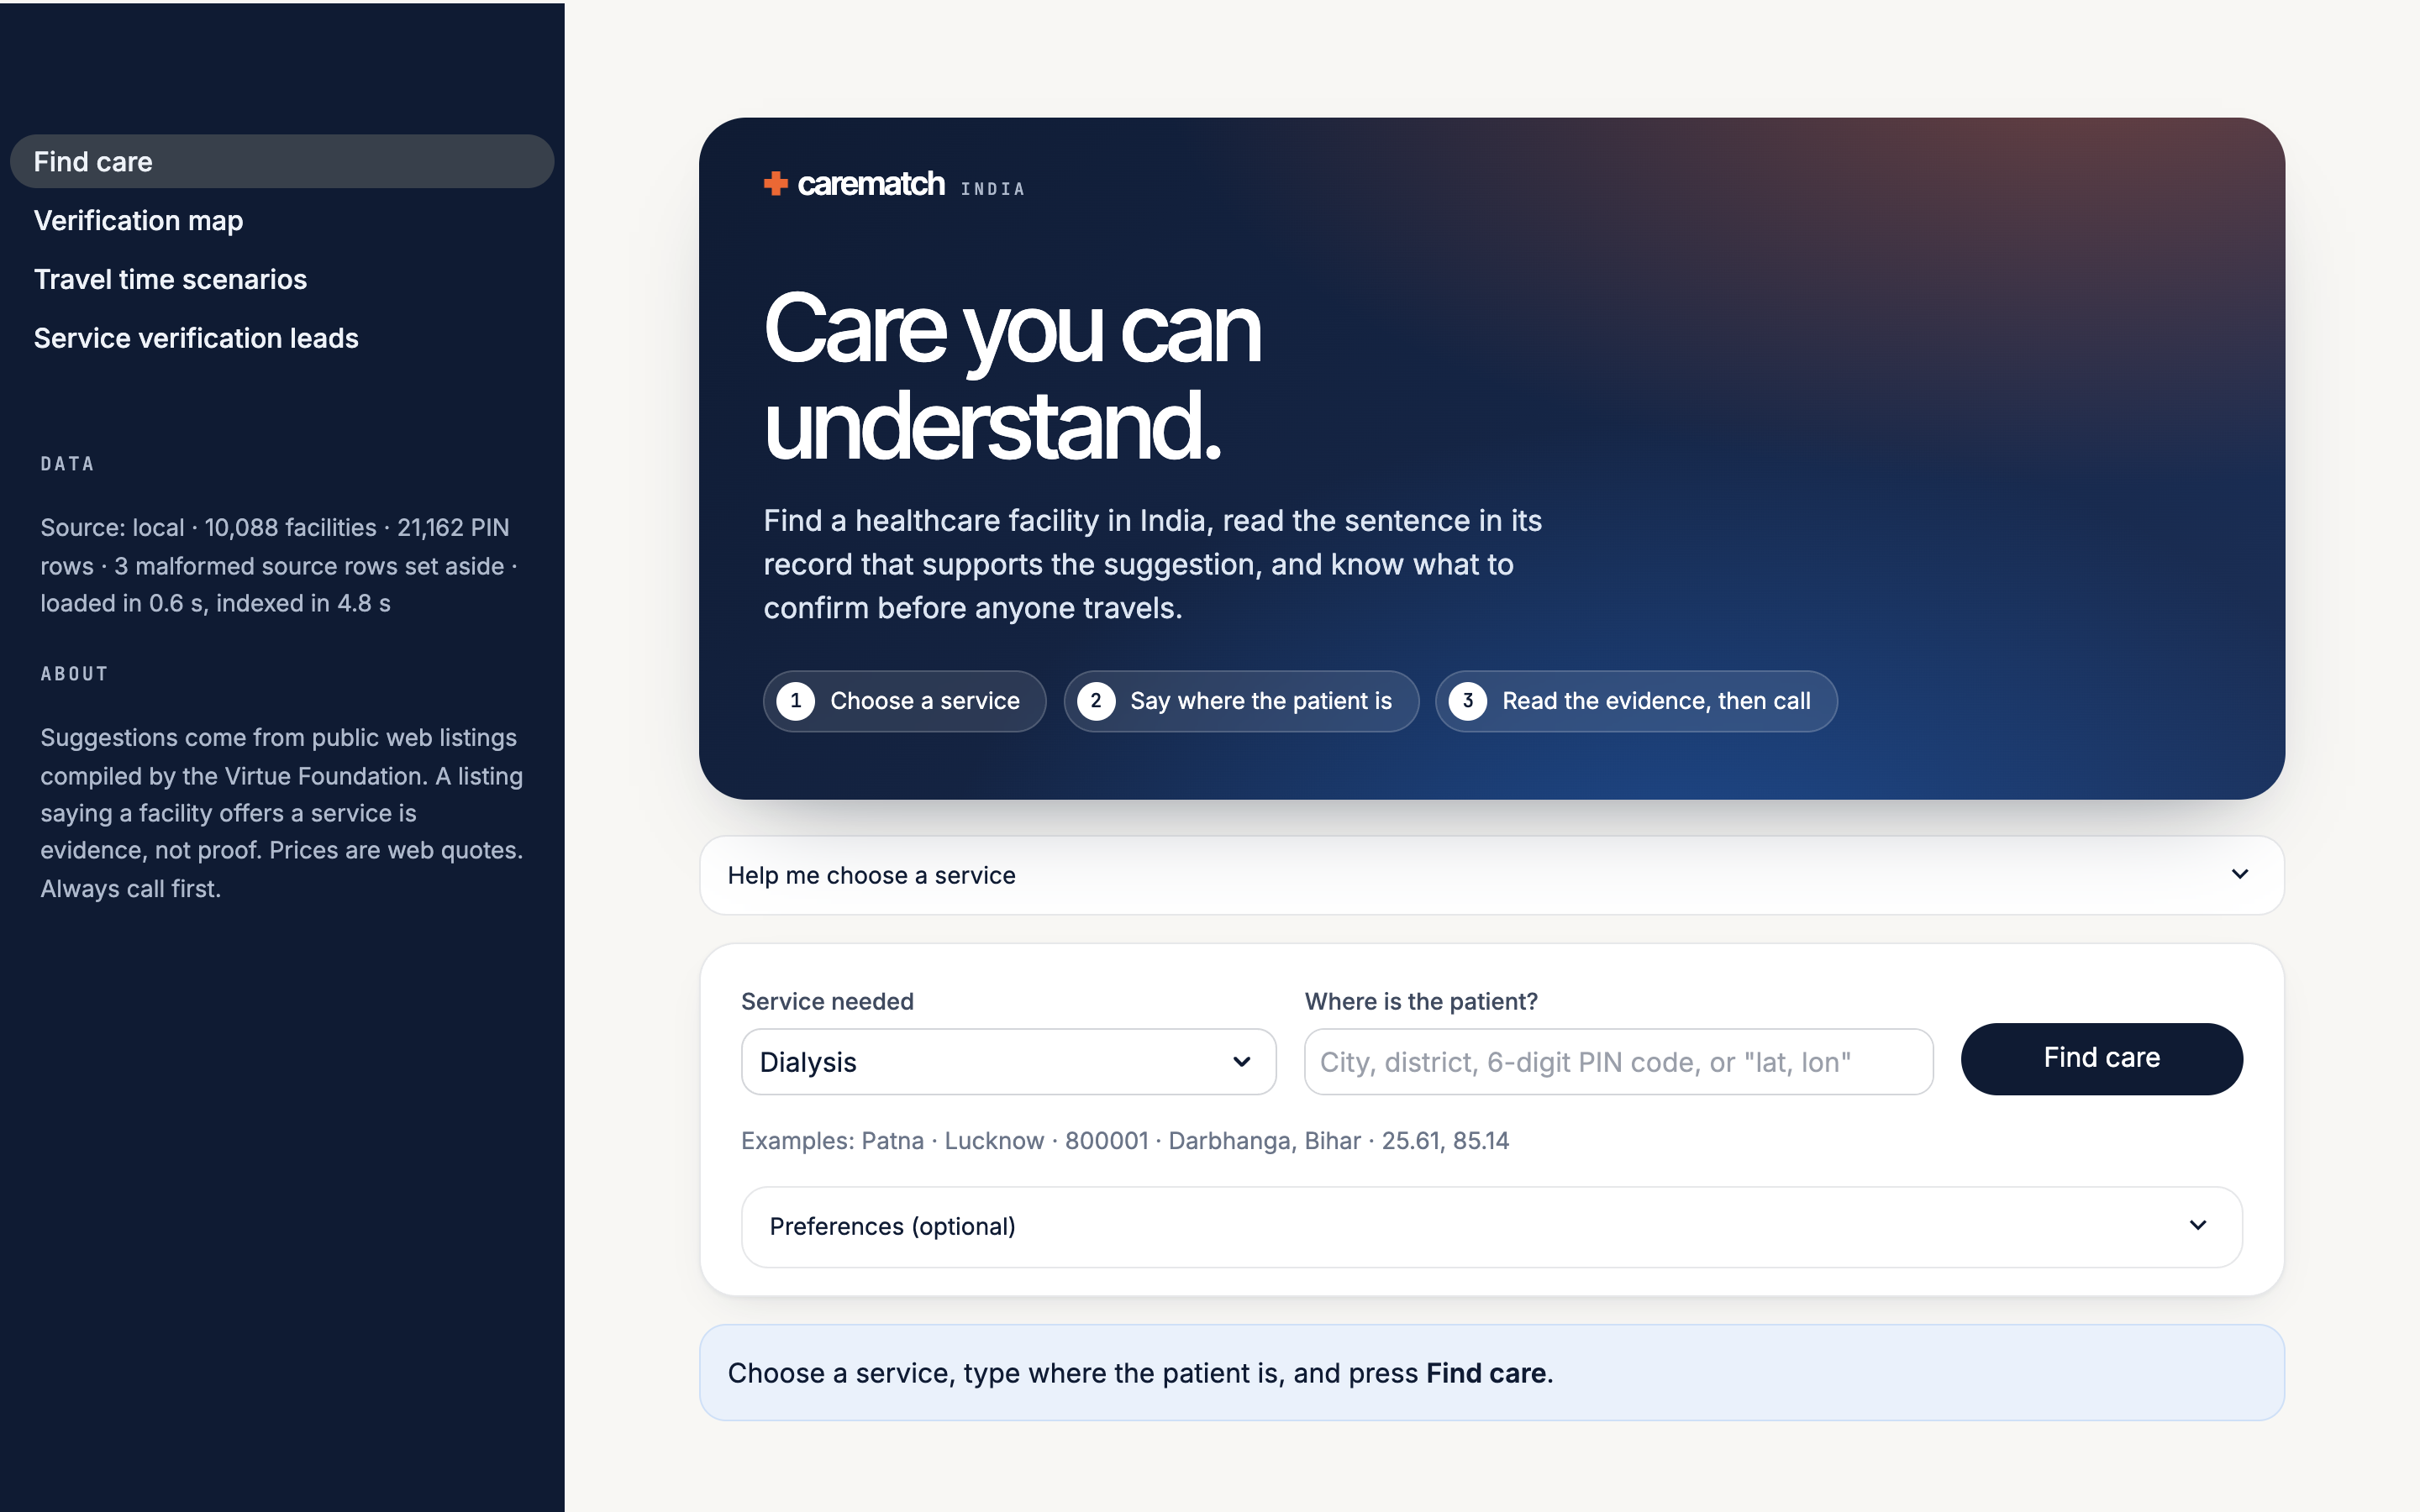 Find care
Verification map
Travel time scenarios
Service verification leads
DATA
Source: local · 10,088 facilities · 21,162 PIN
rows · 3 malformed source rows set aside ·
loaded in 0.6 s, indexed in 4.8 s
ABOUT
Suggestions come from public web listings
compiled by the Virtue Foundation. A listing
saying a facility offers a service is
evidence, not proof. Prices are web quotes.
Always call first.
carematch INDIA
Care you can
understand.
Find a healthcare facility in India, read the sentence in its
record that supports the suggestion, and know what to
confirm before anyone travels.
1 Choose a service 2 Say where the patient is 3 Read the evidence, then call
Help me choose a service
Service needed Where is the patient?
Dialysis City, district, 6-digit PIN code, or "lat, lon" Find care
Examples: Patna · Lucknow · 800001 · Darbhanga, Bihar · 25.61, 85.14
Preferences (optional)
Choose a service, type where the patient is, and press Find care.